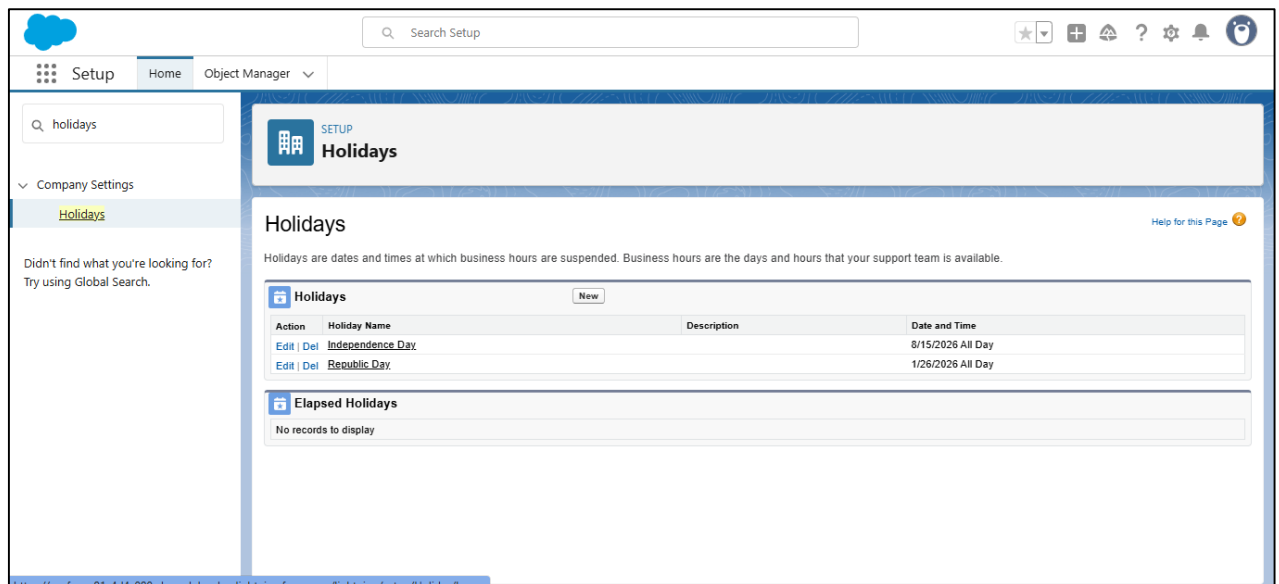 Search Setup
Setup Home Object Manager
holidays
Company Settings
Holidays
Didn't find what you're looking for?
Try using Global Search.
SETUP
Holidays
Holidays
Help for this Page ?
Holidays are dates and times at which business hours are suspended. Business hours are the days and hours that your support team is available.
Holidays New
Action Holiday Name Description Date and Time
Edit | Del Independence Day 8/15/2026 All Day
Edit | Del Republic Day 1/26/2026 All Day
Elapsed Holidays
No records to display